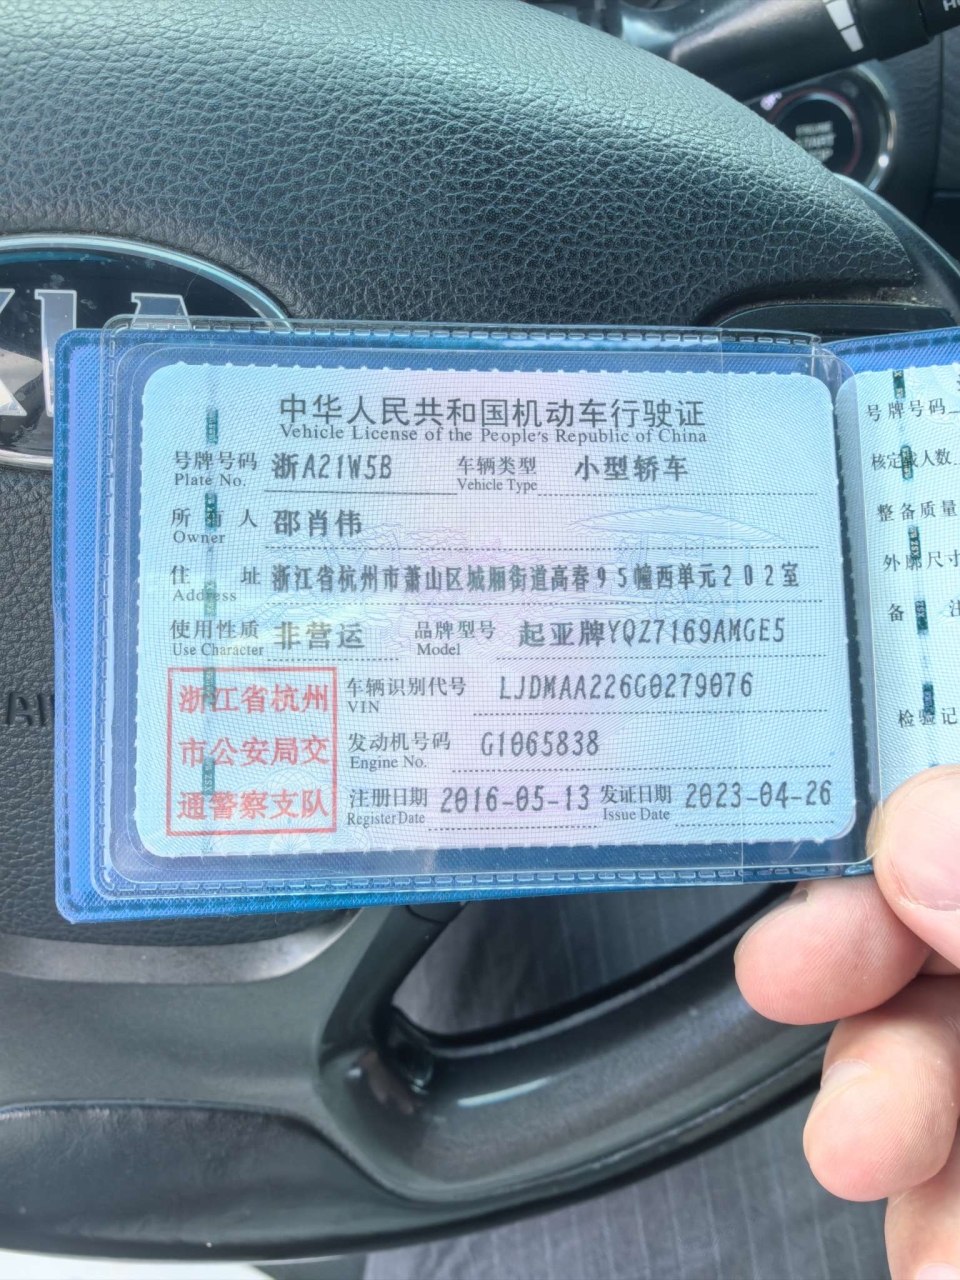 KIA
ENGINE
START
中华人民共和国机动车行驶证
Vehicle License of the People's Republic of China
号牌号码 浙A21W5B 车辆类型 小型轿车
Plate No. Vehicle Type
所有人 邵肖伟
Owner
住址 浙江省杭州市萧山区城厢街道高春95幢西单元202室
Address
使用性质 非营运 品牌型号 起亚牌YQZ7169AMGE5
Use Character Model
浙江省杭州
市公安局交
通警察支队
车辆识别代号 LJDMAA226G0279076
VIN
发动机号码 G1065838
Engine No.
注册日期 2016-05-13 发证日期 2023-04-26
Register Date Issue Date
号牌号码
核定载人数
整备质量
外廓尺寸
备注
检验记